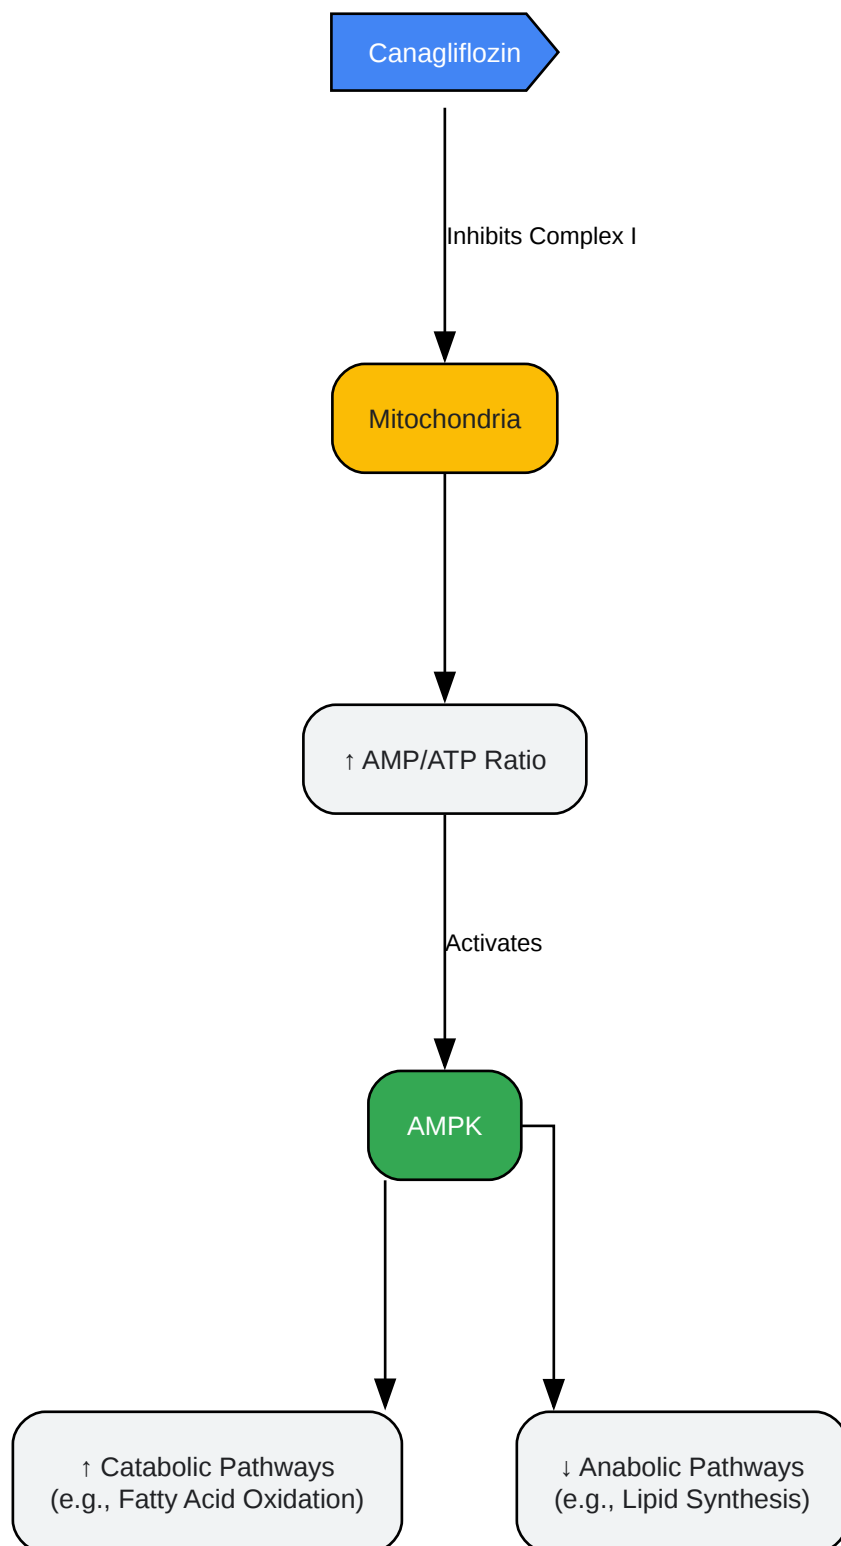 Canagliflozin
Inhibits Complex I
Mitochondria
↑ AMP/ATP Ratio
Activates
AMPK
↑ Catabolic Pathways
(e.g., Fatty Acid Oxidation)
↓ Anabolic Pathways
(e.g., Lipid Synthesis)